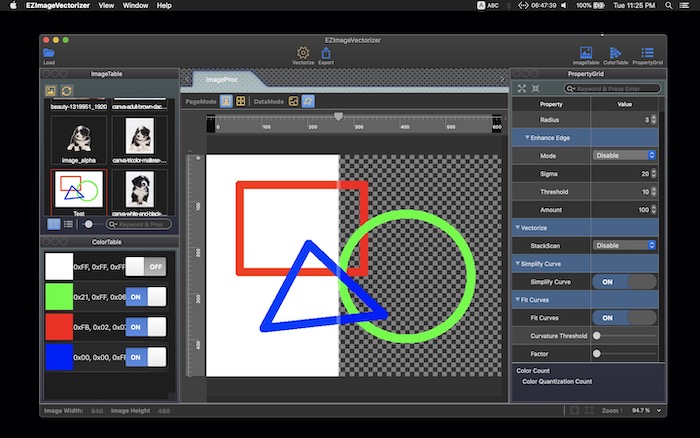 EZImageVectorizer File Edit View Format Window Help ABC 06:47:39 100% Tue 11:25 PM
EZImageVectorizer
Load Vectorize Export ImageTable ColorTable PropertyGrid
ImageTable
beauty-1319951_1920 canva-adult-brown-dac...
image_alpha canva-tricolor-maltese-...
Test canva-white-and-black-
Keyword & Pres
ColorTable
0xFF, 0xFF, 0xFF OFF
0x21, 0xFF, 0x06 ON
0xFB, 0x02, 0x07 ON
0x00, 0x00, 0xFF ON
ImageProc
PageMode DataMode
0 100 200 300 400 500 600
0
100
200
300
400
PropertyGrid
Keyword & Press Enter
Property Value
Radius 3
Enhance Edge
Mode Disable
Sigma 20
Threshold 10
Amount 100
Vectorize
StackScan Disable
Simplify Curve
Simplify Curve ON
Fit Curves
Fit Curves ON
Curvature Threshold
Factor
Color Count
Color Quantization Count
Image Width: 640 Image Height 480 Zoom : 94.7 %